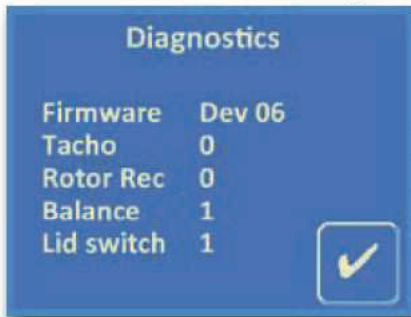 Diagnostics
Firmware Dev 06
Tacho 0
Rotor Rec 0
Balance 1
Lid switch 1